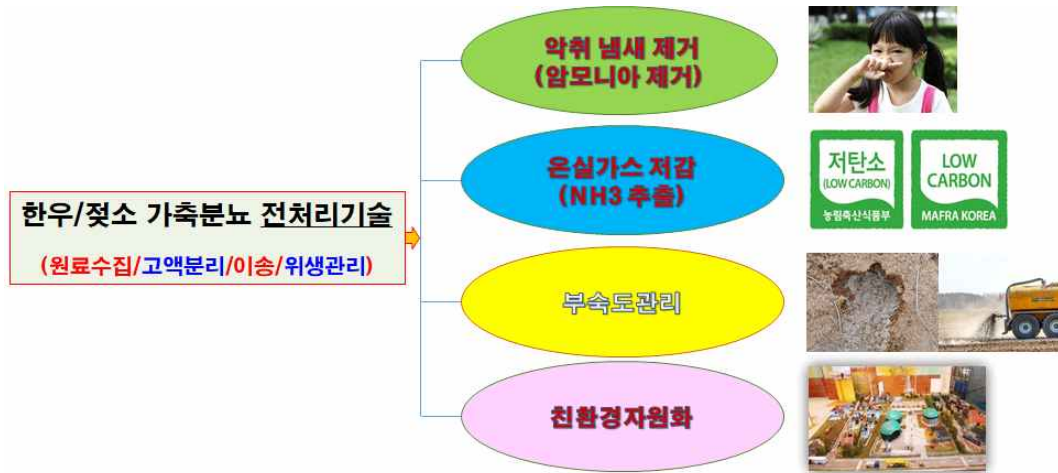 한우/젖소 가축분뇨 전처리기술
(원료수집/고액분리/이송/위생관리)
악취 냄새 제거
(암모니아 제거)
온실가스 저감
(NH3 추출)
부숙도관리
친환경자원화
저탄소
(LOW CARBON)
농림축산식품부
LOW
CARBON
MAFRA KOREA